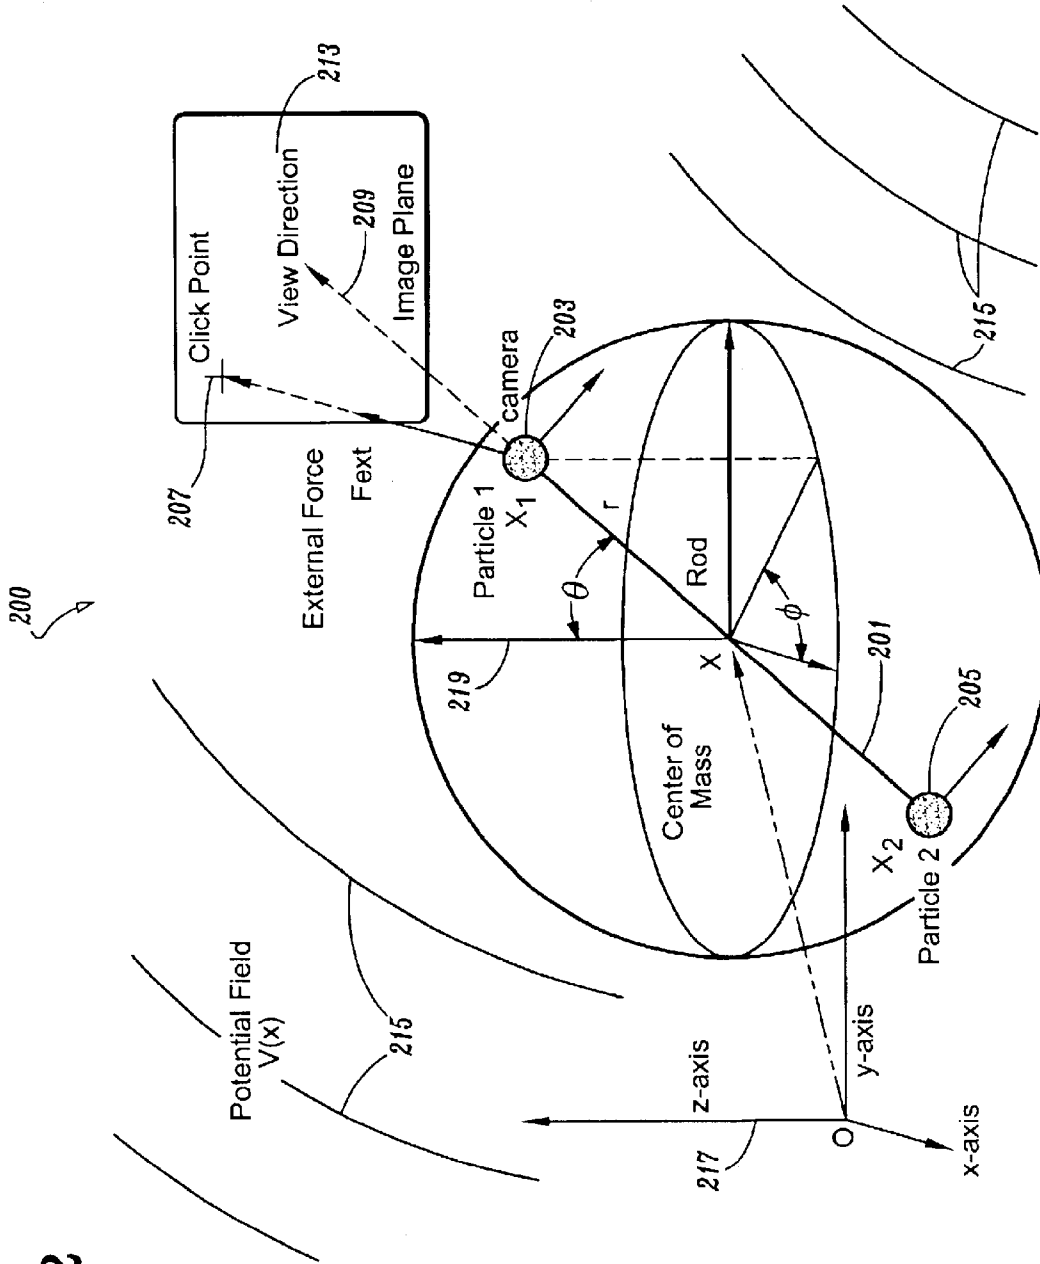 200
Potential Field
V(x)
215
207
External Force
Fext
Click Point
View Direction
213
209
Image Plane
219
Particle 1
X1
camera
203
θ
r
Center of
Mass
X
Rod
ϕ
201
205
X2
Particle 2
215
217
z-axis
y-axis
O
x-axis